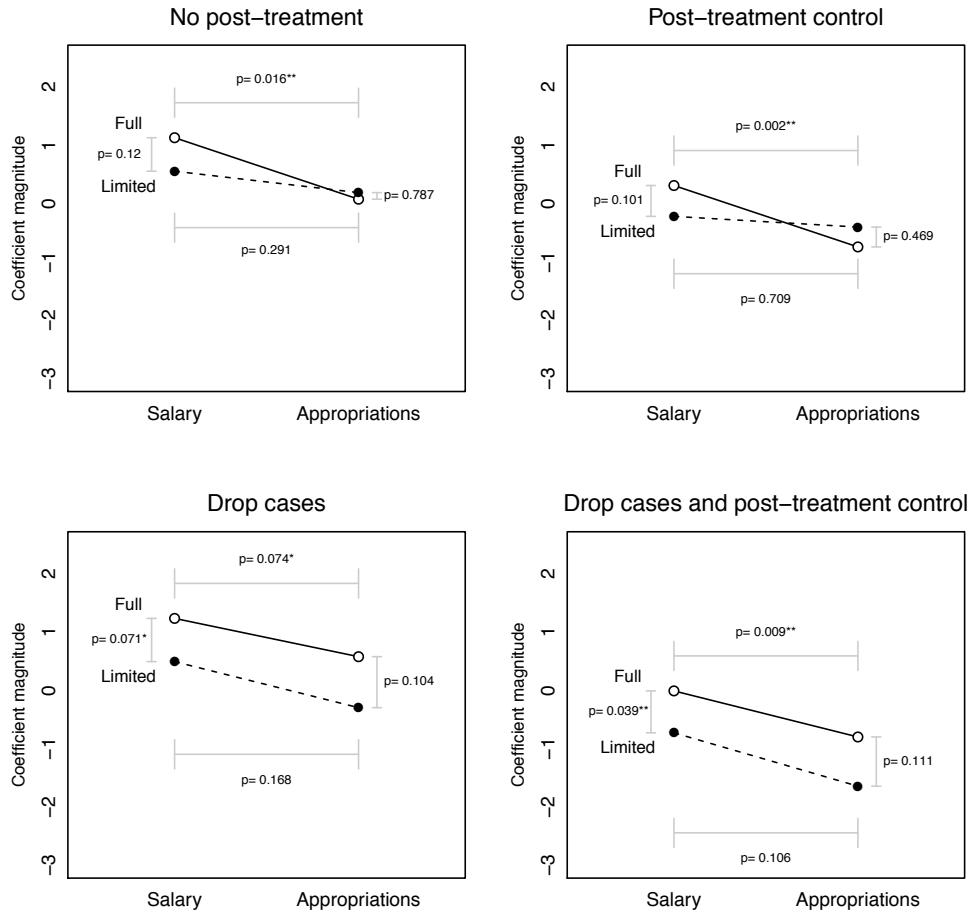 No post−treatment
Coefficient magnitude
2
1
0
−1
−2
−3
p= 0.016**
Full
p= 0.12
Limited
p= 0.787
p= 0.291
Salary
Appropriations
Post−treatment control
Coefficient magnitude
2
1
0
−1
−2
−3
p= 0.002**
Full
p= 0.101
Limited
p= 0.469
p= 0.709
Salary
Appropriations
Drop cases
Coefficient magnitude
2
1
0
−1
−2
−3
p= 0.074*
Full
p= 0.071*
Limited
p= 0.104
p= 0.168
Salary
Appropriations
Drop cases and post−treatment control
Coefficient magnitude
2
1
0
−1
−2
−3
p= 0.009**
Full
p= 0.039**
Limited
p= 0.111
p= 0.106
Salary
Appropriations